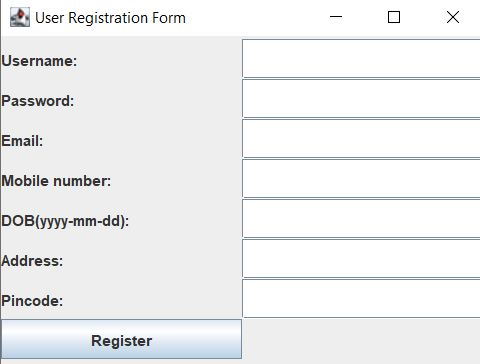 User Registration Form
Username:
Password:
Email:
Mobile number:
DOB(yyyy-mm-dd):
Address:
Pincode:
Register